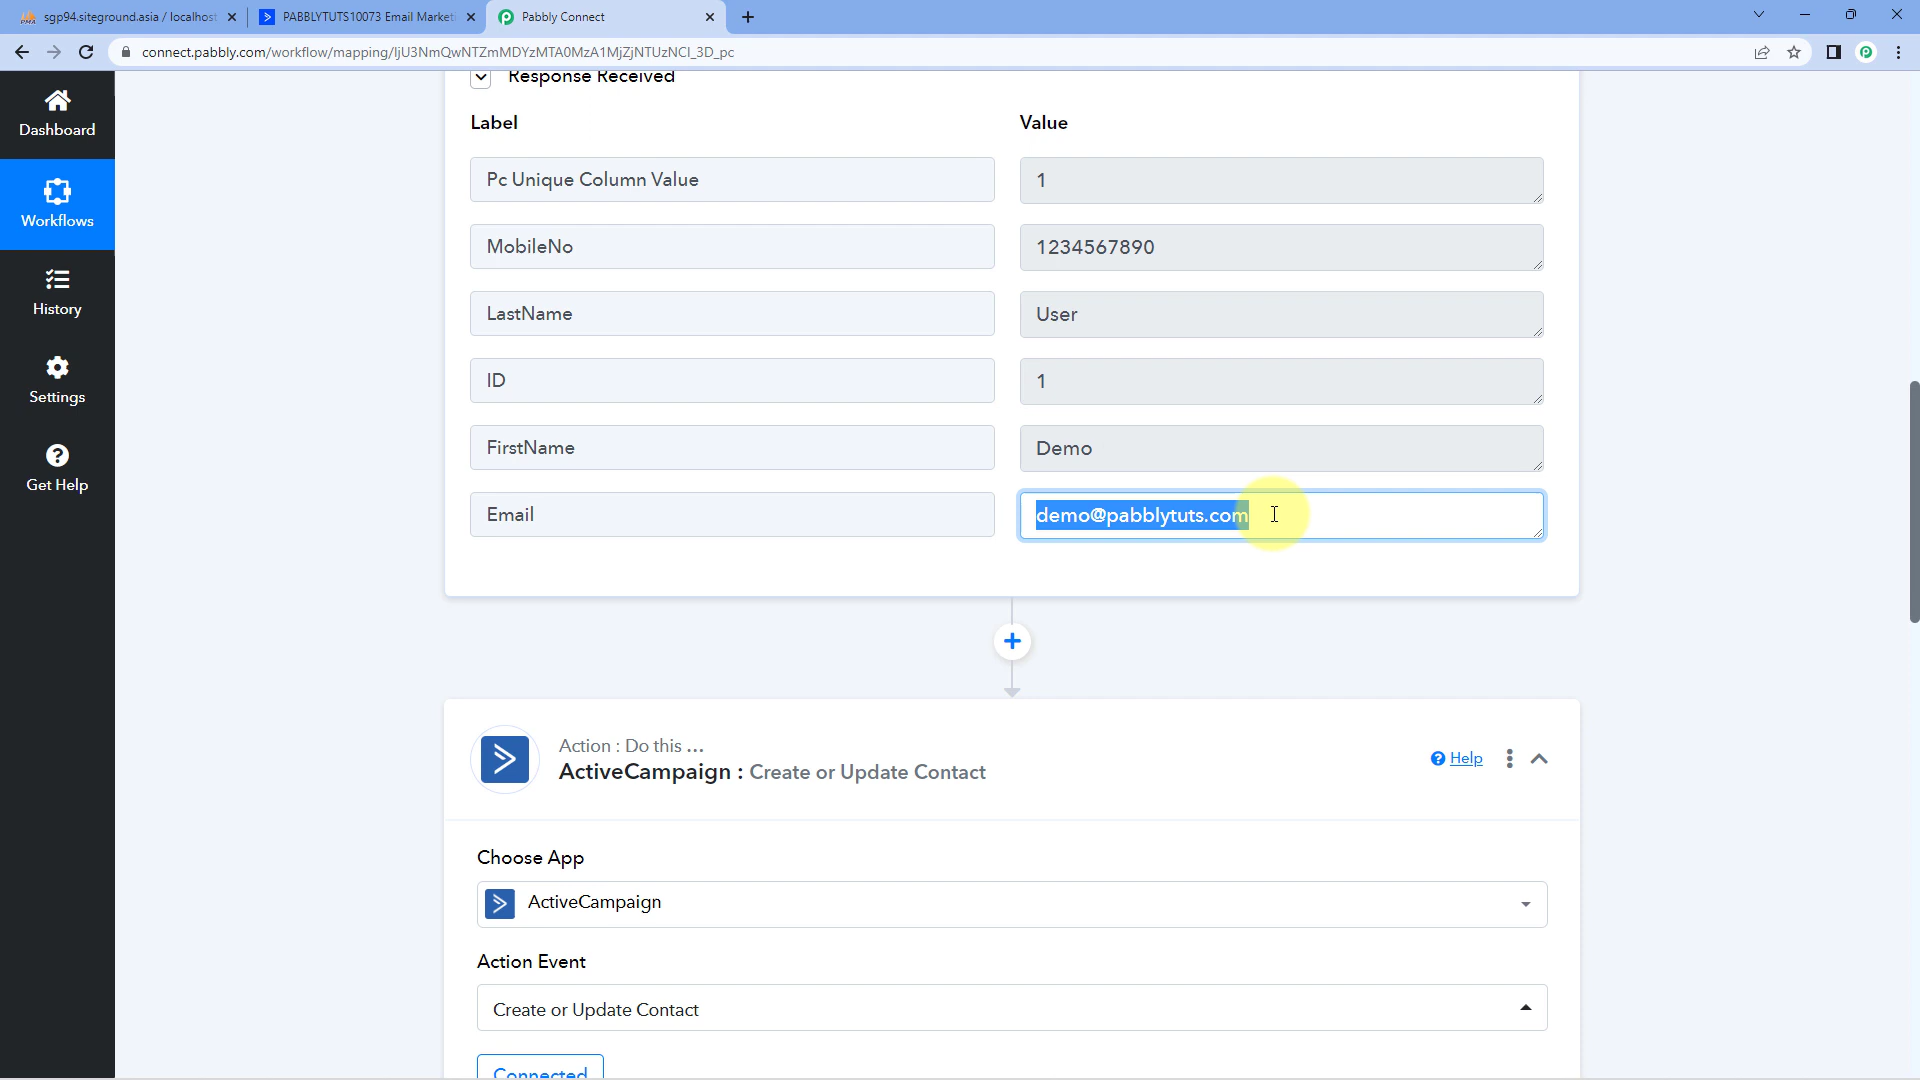 sgp94.siteground.asia / localhost
PABBLYTUTS10073 Email Marketi
Pabbly Connect
connect.pabbly.com/workflow/mapping/IjU3NmQwNTZmMDYzMTA0MzA1MjZjNTUzNCI_3D_pc
Response Received
Dashboard
Label
Value
Pc Unique Column Value
1
Workflows
MobileNo
1234567890
History
LastName
User
ID
1
Settings
FirstName
Demo
Get Help
Email
demo@pabblytuts.com
+
Action : Do this ...
ActiveCampaign : Create or Update Contact
Help
Choose App
ActiveCampaign
Action Event
Create or Update Contact
Connected